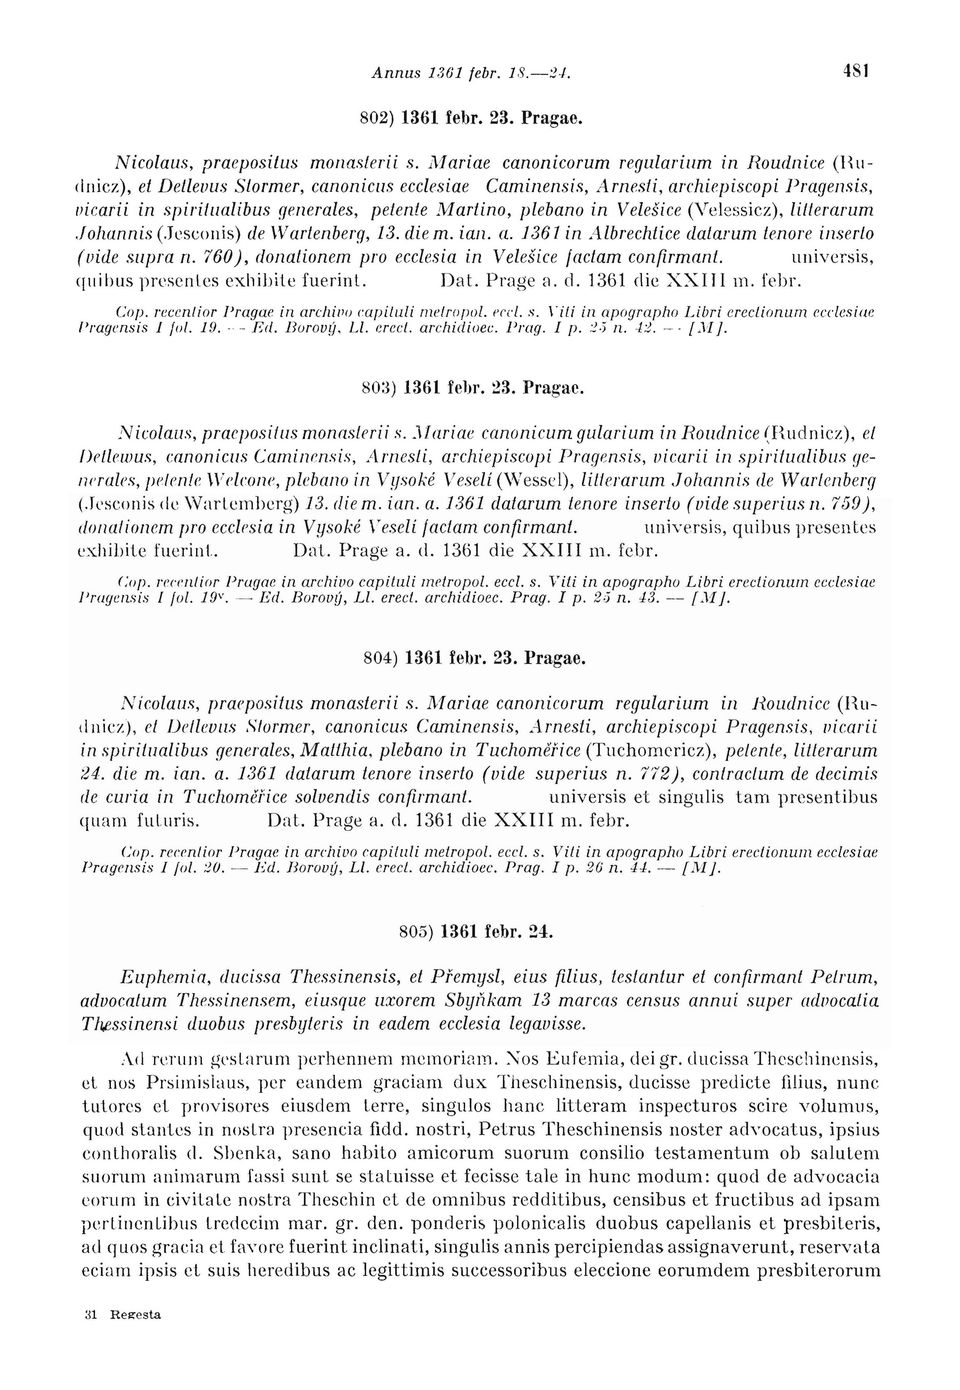 Annus 1361 febr. 18.—24. 481
802) 1361 febr. 23. Pragae.
Nicolaus, praepositus monasterii s. Mariae canonicorum regularium in Roudnice (Ru-
dnicz), et Detlevus Stormer, canonicus ecclesiae Caminensis, Arnesti, archiepiscopi Pragensis,
vicarii in spiritualibus generales, petente Martino, plebano in Velešice (Velessicz), litterarum
Johannis (Jesconis) de Wartenberg, 13. die m. ian. a. 1361 in Albrechtice datarum tenore inserto
(vide supra n. 760), donationem pro ecclesia in Velešice factam confirmant. universis,
quibus presentes exhibite fuerint. Dat. Prage a. d. 1361 die XXIII m. febr.
Cop. recentior Pragae in archivo capituli metropol. eccl. s. Viti in apographo Libri erectionum ecclesiae
Pragensis I fol. 19. — Ed. Borový, Ll. erect. archidioec. Prag. I p. 25 n. 42. — [M].
803) 1361 febr. 23. Pragae.
Nicolaus, praepositus monasterii s. Mariae canonicum gularium in Roudnice (Rudnicz), et
Detlewus, canonicus Caminensis, Arnesti, archiepiscopi Pragensis, vicarii in spiritualibus ge-
nerales, petente Welcone, plebano in Vysoké Veselí (Wessel), litterarum Johannis de Wartenberg
(Jesconis de Wartemberg) 13. die m. ian. a. 1361 datarum tenore inserto (vide superius n. 759),
donationem pro ecclesia in Vysoké Veselí factam confirmant. universis, quibus presentes
exhibite fuerint. Dat. Prage a. d. 1361 die XXIII m. febr.
Cop. recentior Pragae in archivo capituli metropol. eccl. s. Viti in apographo Libri erectionum ecclesiae
Pragensis I fol. 19v. — Ed. Borový, Ll. erect. archidioec. Prag. I p. 25 n. 43. — [M].
804) 1361 febr. 23. Pragae.
Nicolaus, praepositus monasterii s. Mariae canonicorum regularium in Roudnice (Ru-
dnicz), et Detlevus Stormer, canonicus Caminensis, Arnesti, archiepiscopi Pragensis, vicarii
in spiritualibus generales, Matthia, plebano in Tuchoměřice (Tuchomericz), petente, litterarum
24. die m. ian. a. 1361 datarum tenore inserto (vide superius n. 772), contractum de decimis
de curia in Tuchoměřice solvendis confirmant. universis et singulis tam presentibus
quam futuris. Dat. Prage a. d. 1361 die XXIII m. febr.
Cop. recentior Pragae in archivo capituli metropol. eccl. s. Viti in apographo Libri erectionum ecclesiae
Pragensis I fol. 20. — Ed. Borový, Ll. erect. archidioec. Prag. I p. 26 n. 44. — [M].
805) 1361 febr. 24.
Euphemia, ducissa Thessinensis, et Přemysl, eius filius, testantur et confirmant Petrum,
advocatum Thessinensem, eiusque uxorem Sbyňkam 13 marcas census annui super advocatia
Thessinensi duobus presbyteris in eadem ecclesia legavisse.
Ad rerum gestarum perhennem memoriam. Nos Eufemia, dei gr. ducissa Theschinensis,
et nos Prsimislaus, per eandem graciam dux Theschinensis, ducisse predicte filius, nunc
tutores et provisores eiusdem terre, singulos hanc litteram inspecturos scire volumus,
quod stantes in nostra presencia fidd. nostri, Petrus Theschinensis noster advocatus, ipsius
conthoralis d. Sbenka, sano habito amicorum suorum consilio testamentum ob salutem
suorum animarum fassi sunt se statuisse et fecisse tale in hunc modum: quod de advocacia
eorum in civitate nostra Theschin et de omnibus redditibus, censibus et fructibus ad ipsam
pertinentibus tredecim mar. gr. den. ponderis polonicalis duobus capellanis et presbiteris,
ad quos gracia et favore fuerint inclinati, singulis annis percipiendas assignaverunt, reservata
eciam ipsis et suis heredibus ac legittimis successoribus eleccione eorumdem presbiterorum
31 Regesta